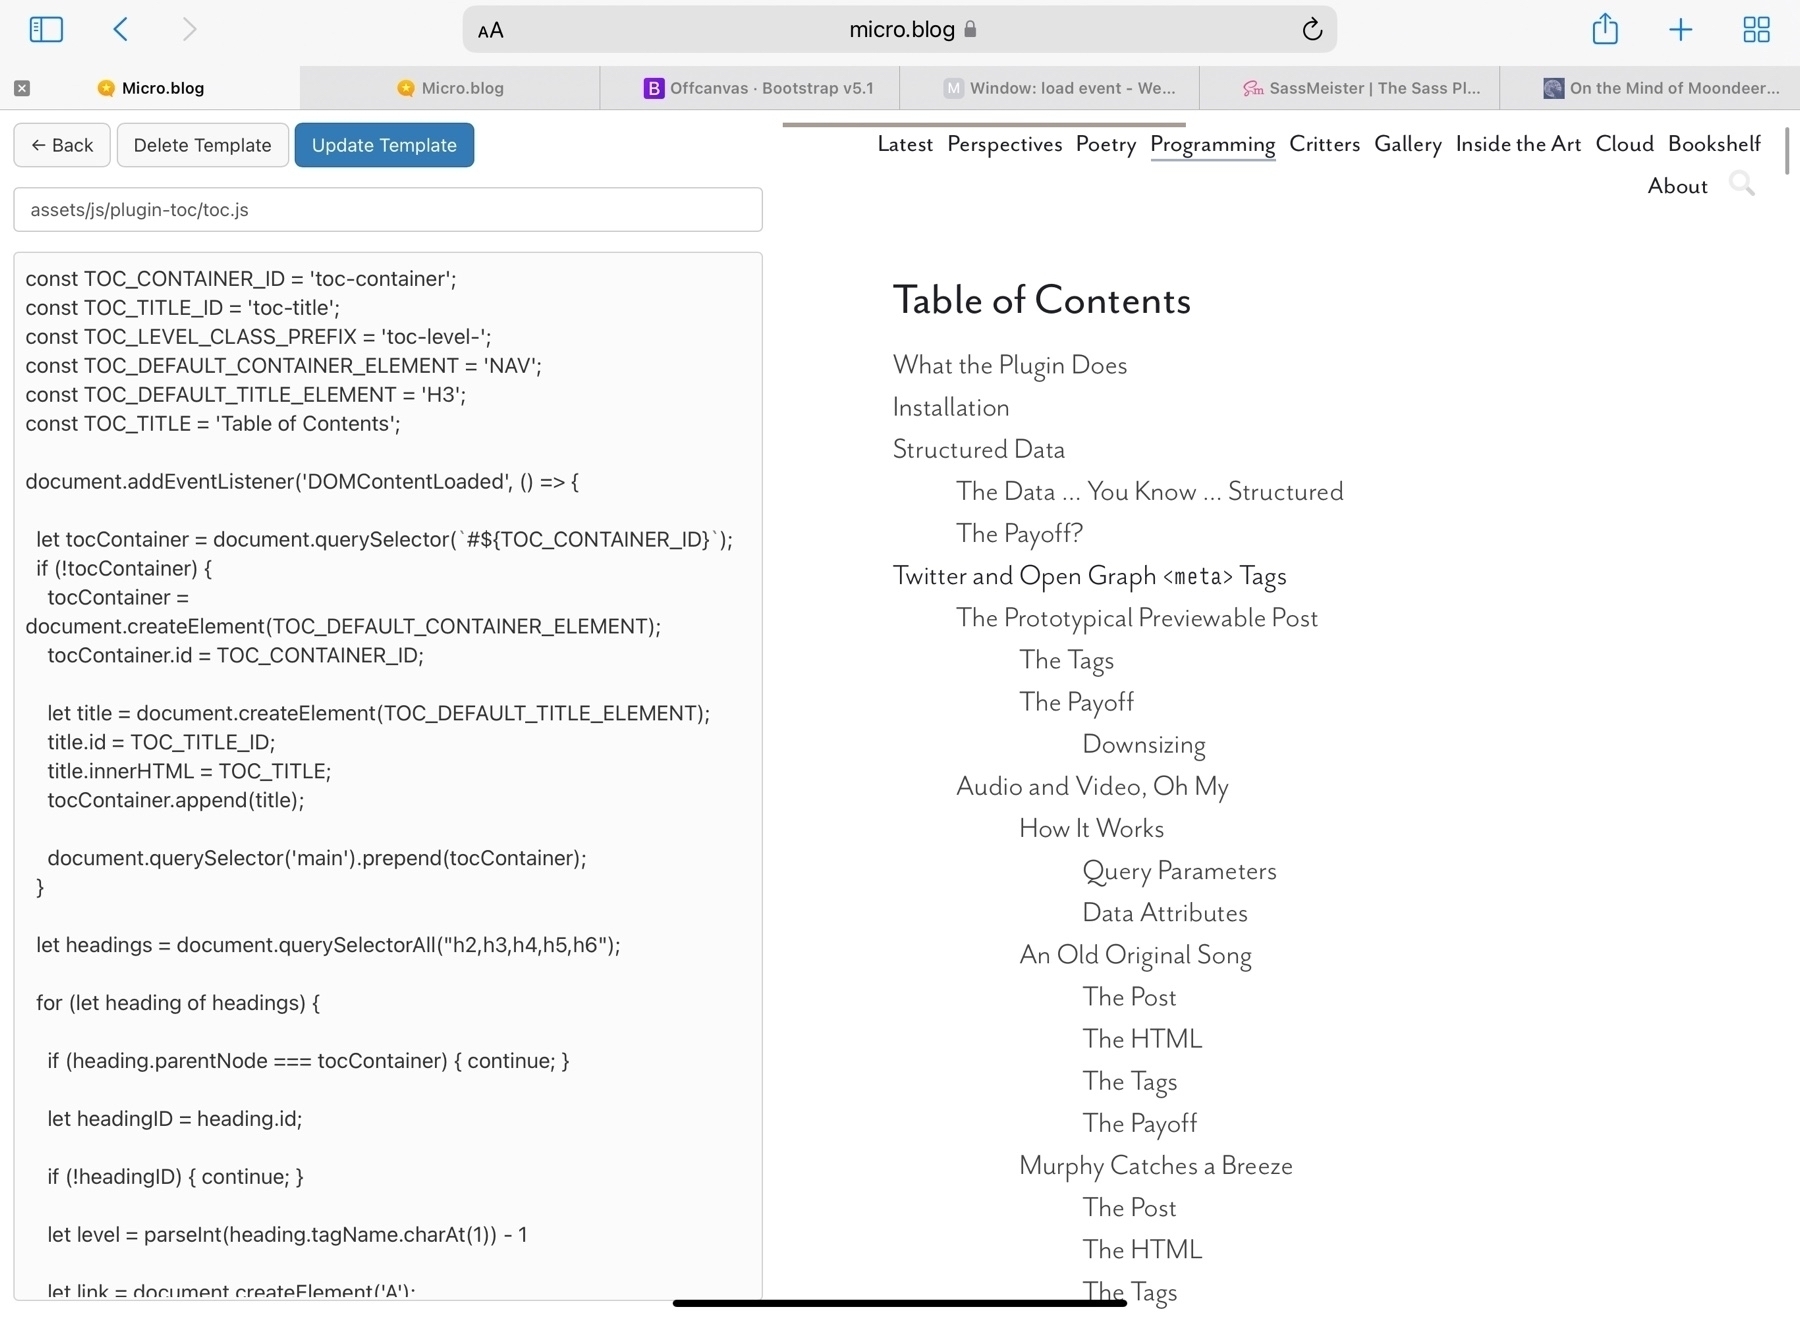 AA
micro.blog
Micro.blog
Micro.blog
B Offcanvas · Bootstrap v5.1
M Window: load event - We...
Sm SassMeister | The Sass Pl...
On the Mind of Moondeer...
← Back
Delete Template
Update Template
assets/js/plugin-toc/toc.js
const TOC_CONTAINER_ID = 'toc-container';
const TOC_TITLE_ID = 'toc-title';
const TOC_LEVEL_CLASS_PREFIX = 'toc-level-';
const TOC_DEFAULT_CONTAINER_ELEMENT = 'NAV';
const TOC_DEFAULT_TITLE_ELEMENT = 'H3';
const TOC_TITLE = 'Table of Contents';
document.addEventListener('DOMContentLoaded', () => {
let tocContainer = document.querySelector(`#${TOC_CONTAINER_ID}`);
if (!tocContainer) {
tocContainer =
document.createElement(TOC_DEFAULT_CONTAINER_ELEMENT);
tocContainer.id = TOC_CONTAINER_ID;
let title = document.createElement(TOC_DEFAULT_TITLE_ELEMENT);
title.id = TOC_TITLE_ID;
title.innerHTML = TOC_TITLE;
tocContainer.append(title);
document.querySelector('main').prepend(tocContainer);
}
let headings = document.querySelectorAll("h2,h3,h4,h5,h6");
for (let heading of headings) {
if (heading.parentNode === tocContainer) { continue; }
let headingID = heading.id;
if (!headingID) { continue; }
let level = parseInt(heading.tagName.charAt(1)) - 1
let link = document.createElement('A');
Latest Perspectives Poetry Programming Critters Gallery Inside the Art Cloud Bookshelf
About
Table of Contents
What the Plugin Does
Installation
Structured Data
The Data ... You Know ... Structured
The Payoff?
Twitter and Open Graph <meta> Tags
The Prototypical Previewable Post
The Tags
The Payoff
Downsizing
Audio and Video, Oh My
How It Works
Query Parameters
Data Attributes
An Old Original Song
The Post
The HTML
The Tags
The Payoff
Murphy Catches a Breeze
The Post
The HTML
The Tags